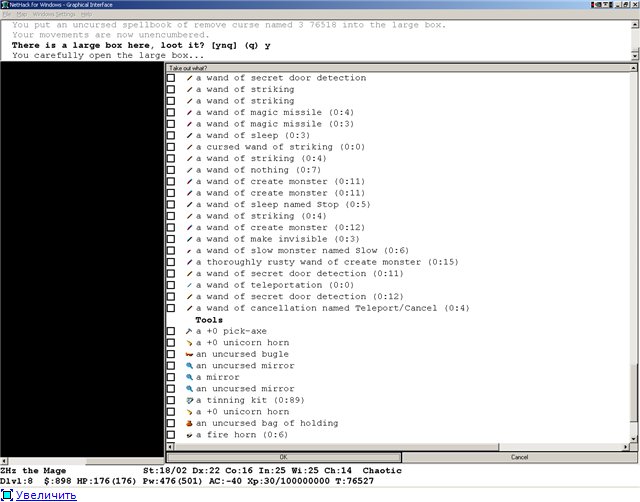 NetHack for Windows - Graphical Interface
File Map Windows Settings Help
You put an uncursed spellbook of remove curse named 3 76518 into the large box.
Your movements are now unencumbered.
There is a large box here, loot it? [ynq] (q) y
You carefully open the large box...
Take out what?
a wand of secret door detection
a wand of striking
a wand of striking
a wand of magic missile (0:4)
a wand of magic missile (0:3)
a wand of sleep (0:3)
a cursed wand of striking (0:0)
a wand of striking (0:4)
a wand of nothing (0:7)
a wand of create monster (0:11)
a wand of create monster (0:11)
a wand of sleep named Stop (0:5)
a wand of striking (0:4)
a wand of create monster (0:12)
a wand of make invisible (0:3)
a wand of slow monster named Slow (0:6)
a thoroughly rusty wand of create monster (0:15)
a wand of secret door detection (0:11)
a wand of teleportation (0:0)
a wand of secret door detection (0:12)
a wand of cancellation named Teleport/Cancel (0:4)
Tools
a +0 pick-axe
a +0 unicorn horn
an uncursed bugle
an uncursed mirror
a mirror
an uncursed mirror
a tinning kit (0:89)
a +0 unicorn horn
an uncursed bag of holding
a fire horn (0:6)
OK Cancel
ZHz the Mage St:18/02 Dx:22 Co:16 In:25 Wi:25 Ch:14 Chaotic
Dlvl:8 $:898 HP:176(176) Pw:476(501) AC:-40 Xp:30/100000000 T:76527
Увеличить